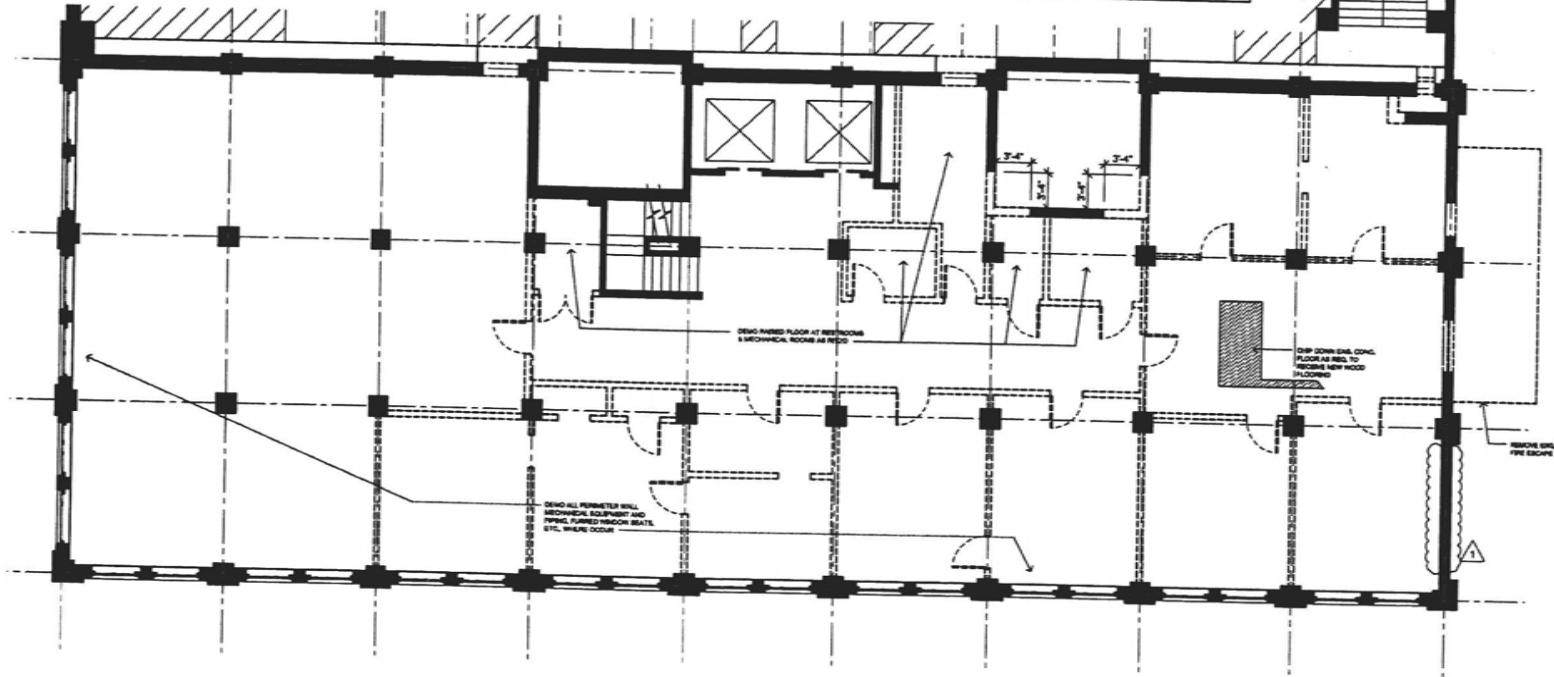 3'-4"
3'-4"
3'-4"
3'-4"
DEMO RAISED FLOOR AT RESTROOMS
& MECHANICAL ROOMS AS REQ'D
CHIP DOWN EXIS. CONC.
FLOOR AS REQ. TO
RECEIVE NEW WOOD
FLOORING
REMOVE EXIS
FIRE ESCAPE
DEMO ALL PERIMETER WALL
MECHANICAL EQUIPMENT AND
PIPING, FURRED WINDOW SEATS,
ETC., WHERE OCCUR
1